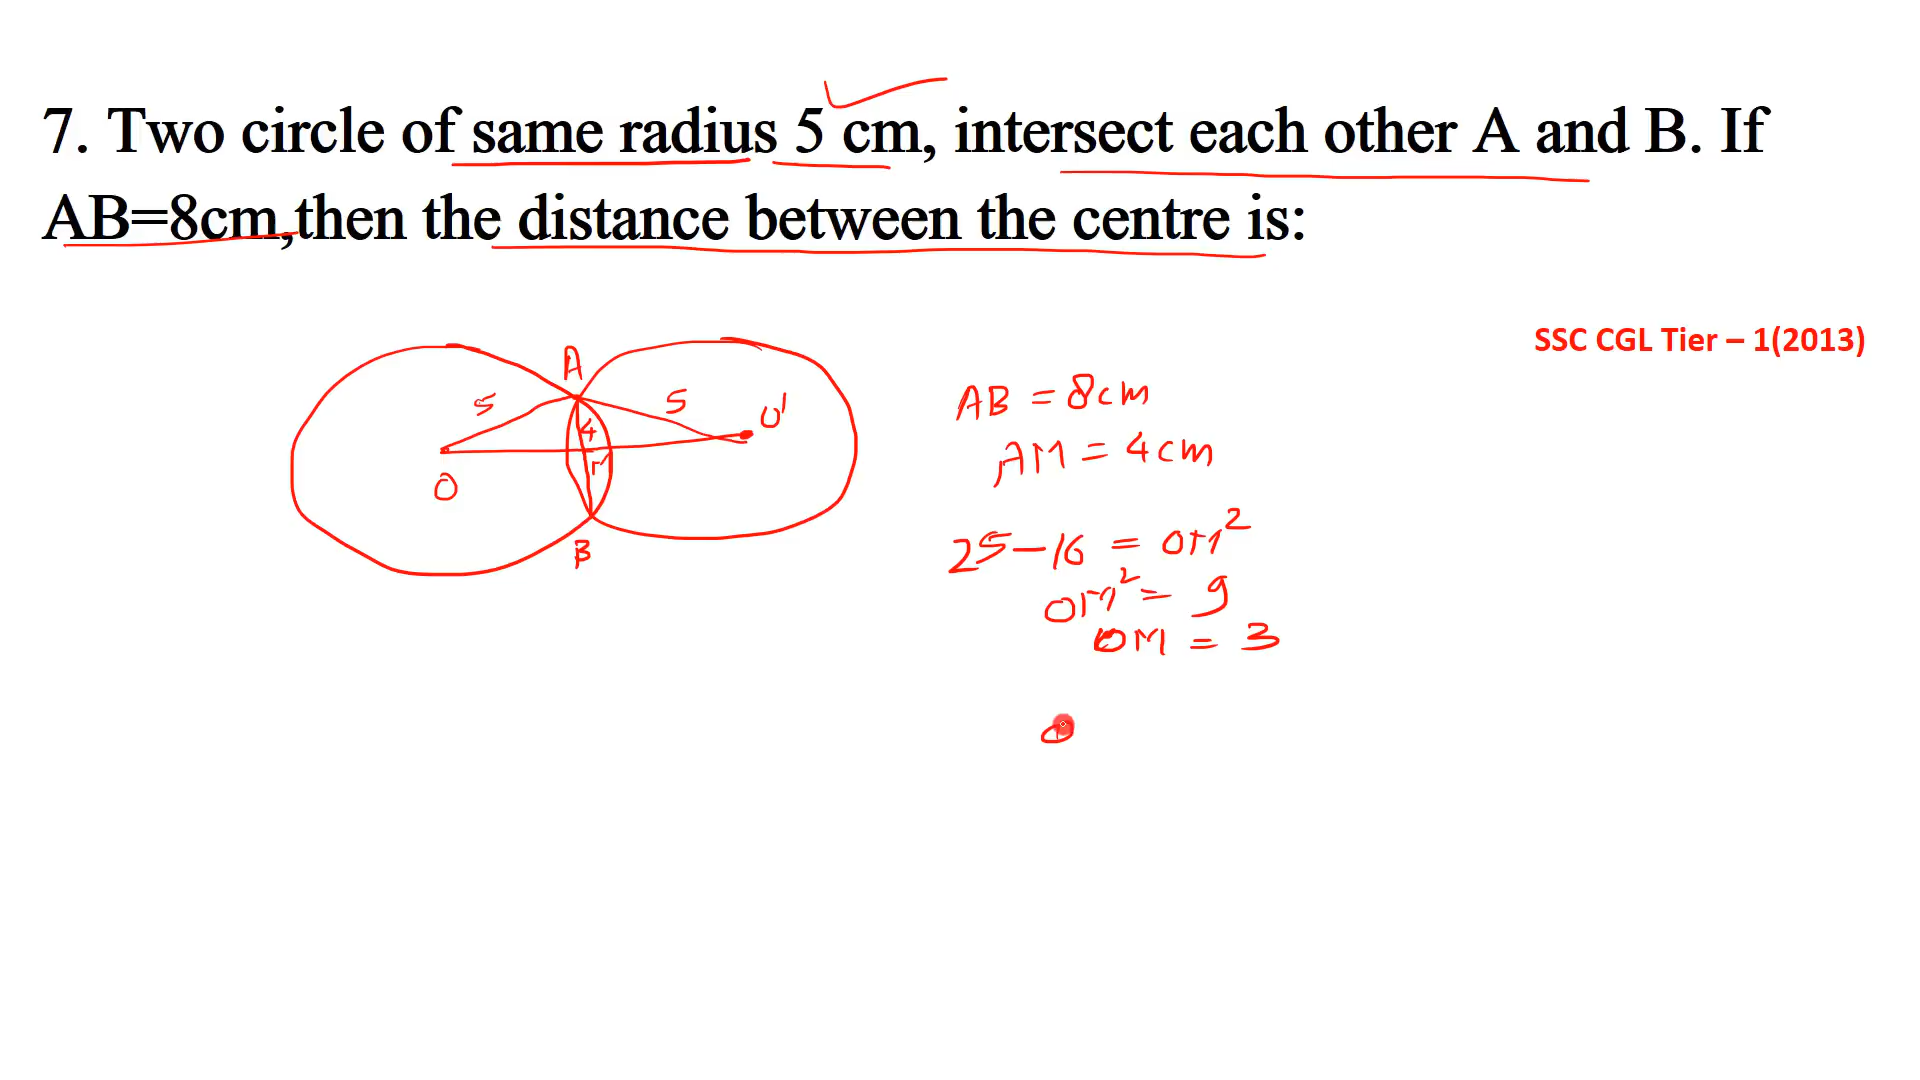 7. Two circle of same radius 5 cm, intersect each other A and B. If
AB=8cm,then the distance between the centre is:
SSC CGL Tier – 1(2013)
A
5
5
O'
4
M
O
B
AB = 8cm
AM = 4cm
25-16 = OM²
OM² = 9
OM = 3
O